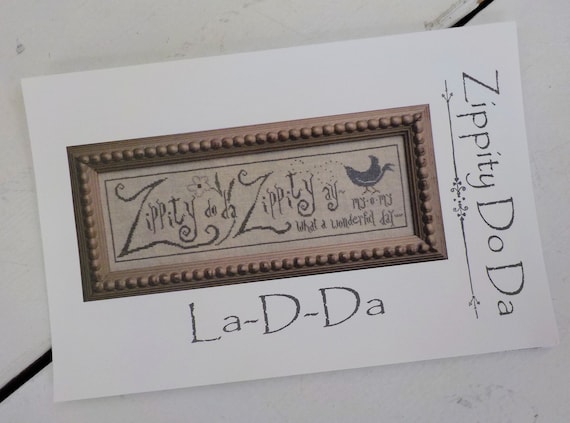 Zippity do da Zippity ay~
my-o-my
what a wonderful day~
La-D-Da
Zippity Do Da